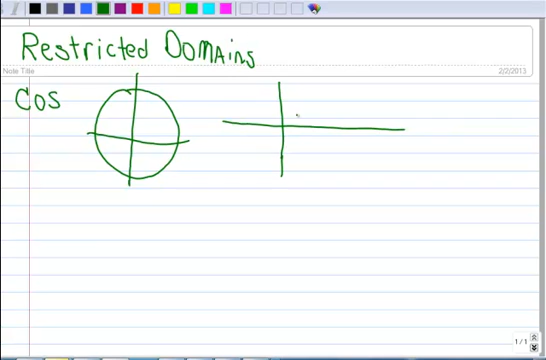 Restricted Domains
Note Title
2/2/2013
COS
1/1